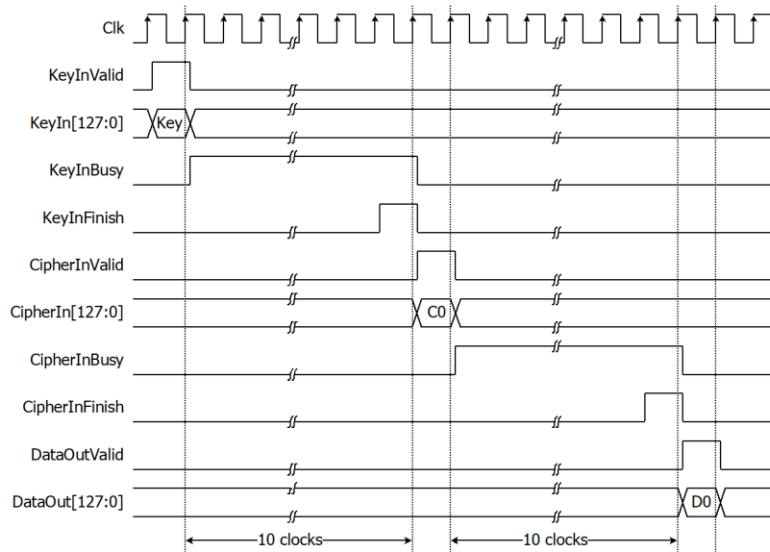 Clk
KeyInValid
KeyIn[127:0]
Key
KeyInBusy
KeyInFinish
CipherInValid
CipherIn[127:0]
C0
CipherInBusy
CipherInFinish
DataOutValid
DataOut[127:0]
D0
10 clocks
10 clocks